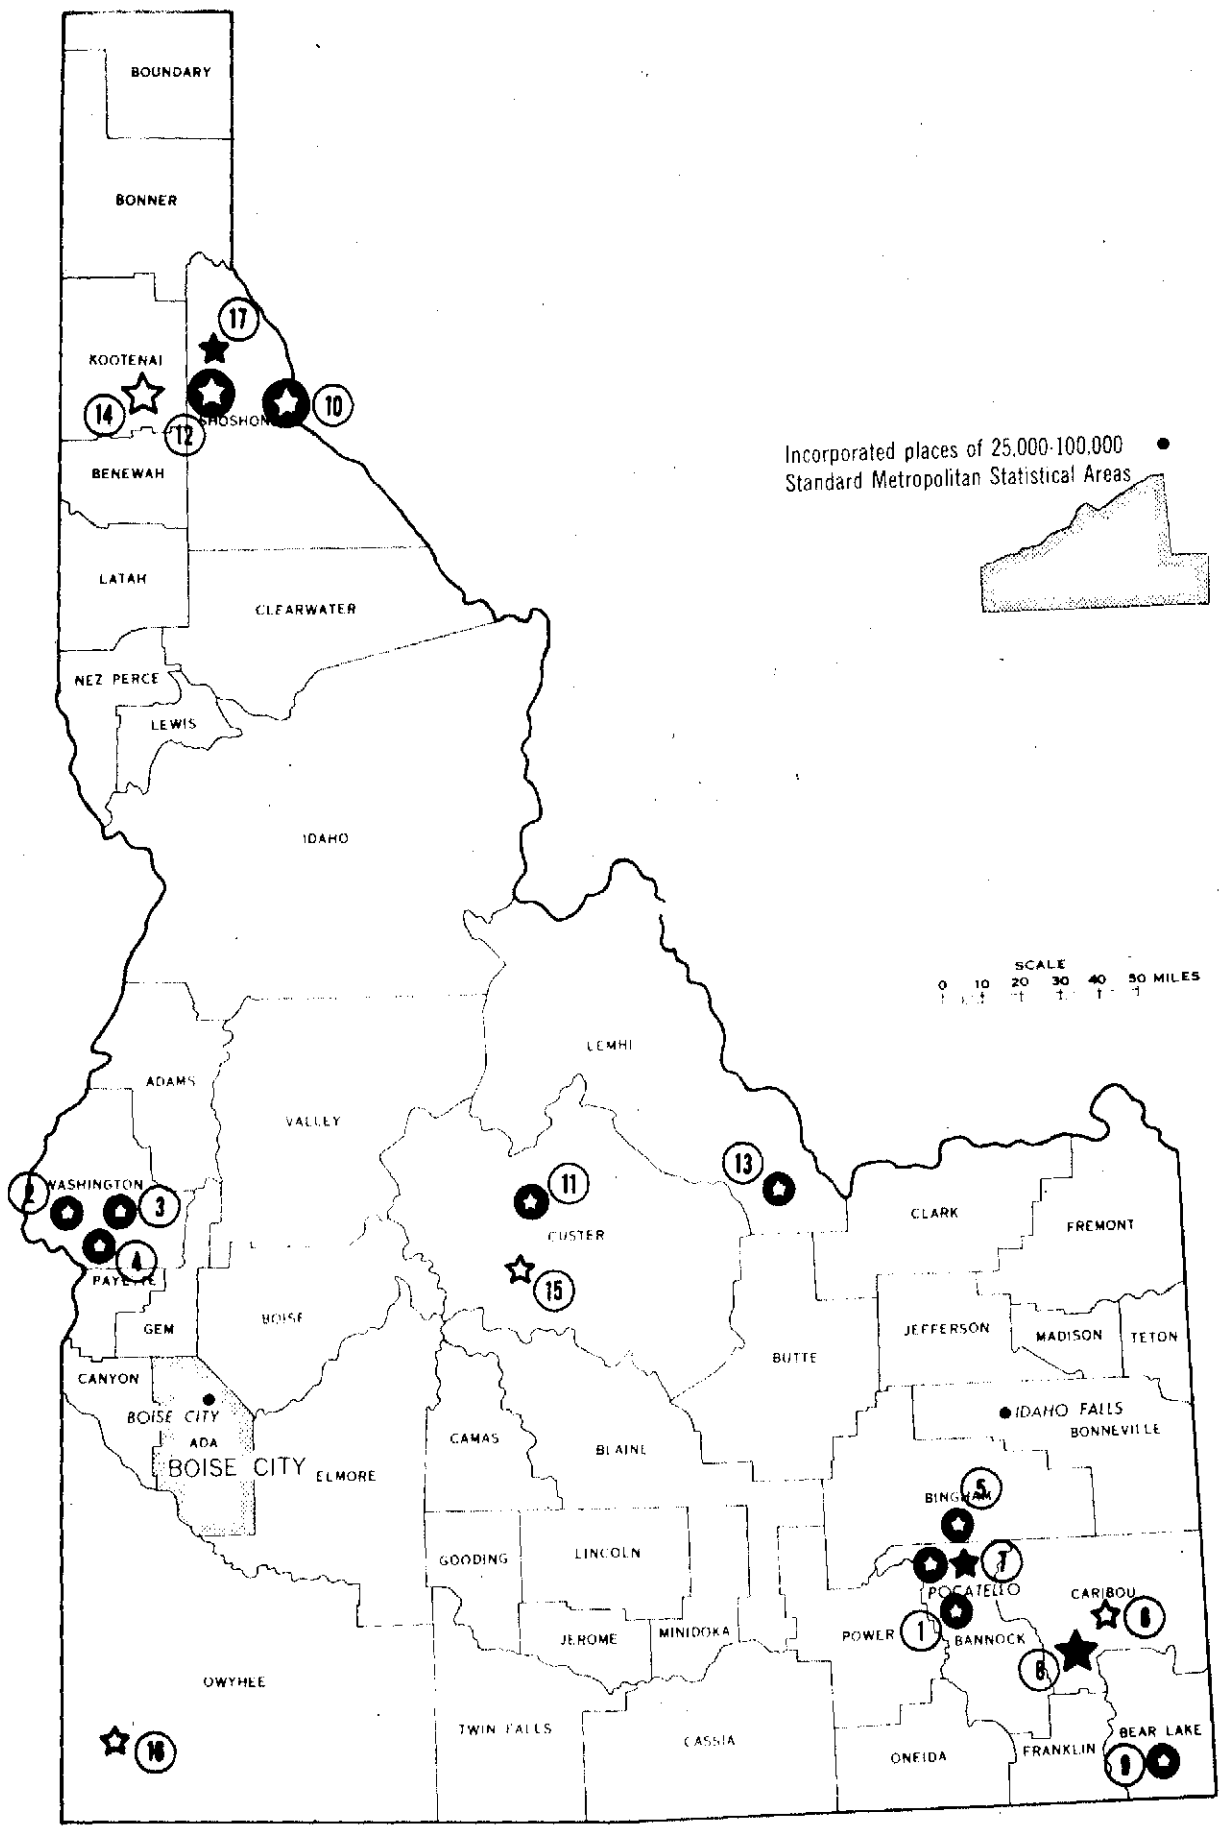 BOUNDARY
BONNER
17
KOOTENAI
14
12
SHOSHON
10
BENEWAH
Incorporated places of 25,000-100,000
Standard Metropolitan Statistical Areas
LATAH
CLEARWATER
NEZ PERCE
LEWIS
IDAHO
SCALE
0 10 20 30 40 50 MILES
LEMHI
ADAMS
VALLEY
2
WASHINGTON
3
4
PAYETTE
11
CUSTER
15
13
CLARK
FREMONT
GEM
BOISE
JEFFERSON
MADISON
TETON
CANYON
BUTTE
BOISE CITY
ADA
BOISE CITY
ELMORE
CAMAS
BLAINE
IDAHO FALLS
BONNEVILLE
5
BINGHAM
GOODING
LINCOLN
7
POCATELLO
CARIBOU
6
JEROME
MINIDOKA
POWER
1
BANNOCK
8
OWYHEE
16
TWIN FALLS
CASSIA
ONEIDA
FRANKLIN
BEAR LAKE
9